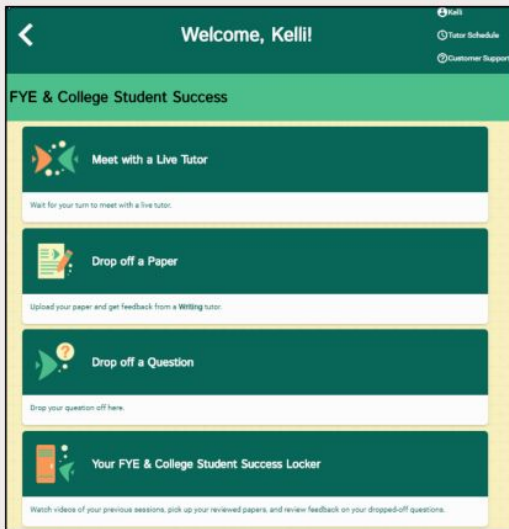 Welcome, Kelli!
Kelli
Tutor Schedule
Customer Support
FYE & College Student Success
Meet with a Live Tutor
Wait for your turn to meet with a live tutor.
Drop off a Paper
Upload your paper and get feedback from a Writing tutor.
Drop off a Question
Drop your question off here.
Your FYE & College Student Success Locker
Watch videos of your previous sessions, pick up your reviewed papers, and review feedback on your dropped-off questions.